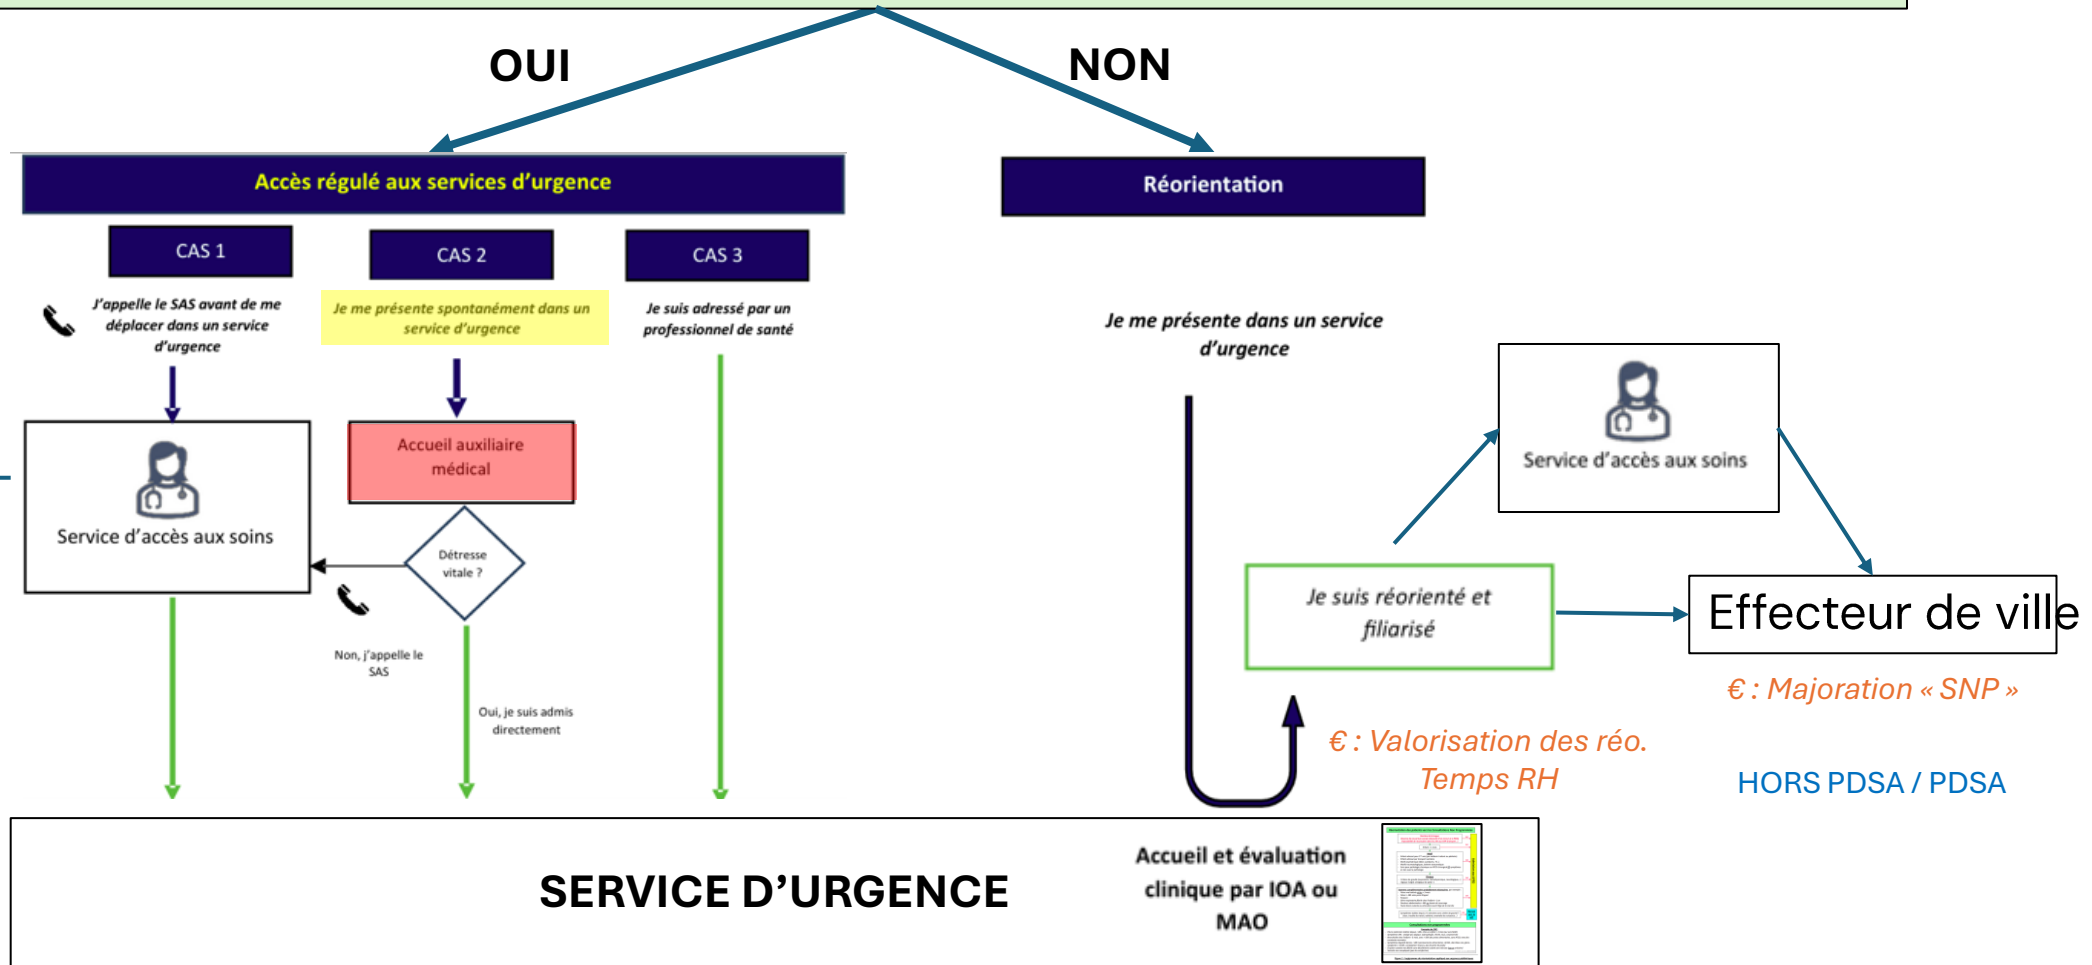 OUI
NON
Accès régulé aux services d’urgence
CAS 1
J’appelle le SAS avant de me
déplacer dans un service
d’urgence
CAS 2
Je me présente spontanément dans un
service d’urgence
CAS 3
Je suis adressé par un
professionnel de santé
Accueil auxiliaire
médical
Service d’accès aux soins
Détresse
vitale ?
Non, j’appelle le
SAS
Oui, je suis admis
directement
Réorientation
Je me présente dans un service
d’urgence
Service d’accès aux soins
Je suis réorienté et
filiarisé
Effecteur de ville
€ : Majoration « SNP »
€ : Valorisation des réo.
Temps RH
HORS PDSA / PDSA
SERVICE D’URGENCE
Accueil et évaluation
clinique par IOA ou
MAO